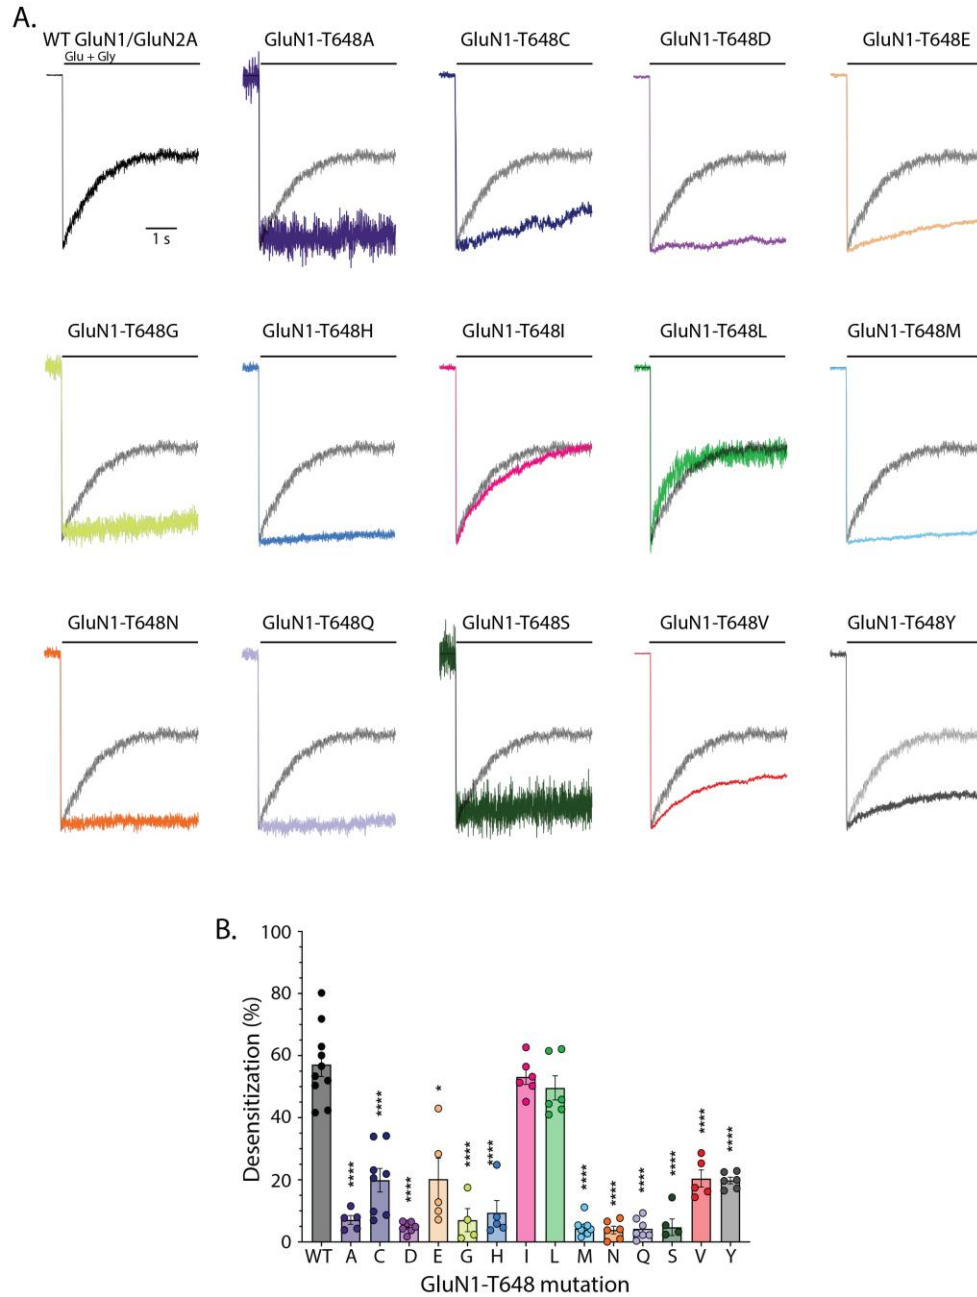 A.
WT GluN1/GluN2A
Glu + Gly
1 s
GluN1-T648A
GluN1-T648C
GluN1-T648D
GluN1-T648E
GluN1-T648G
GluN1-T648H
GluN1-T648I
GluN1-T648L
GluN1-T648M
GluN1-T648N
GluN1-T648Q
GluN1-T648S
GluN1-T648V
GluN1-T648Y
B.
Desensitization (%)
100
80
60
40
20
0
**** **** **** * **** **** **** **** **** **** **** ****
WT A C D E G H I L M N Q S V Y
GluN1-T648 mutation